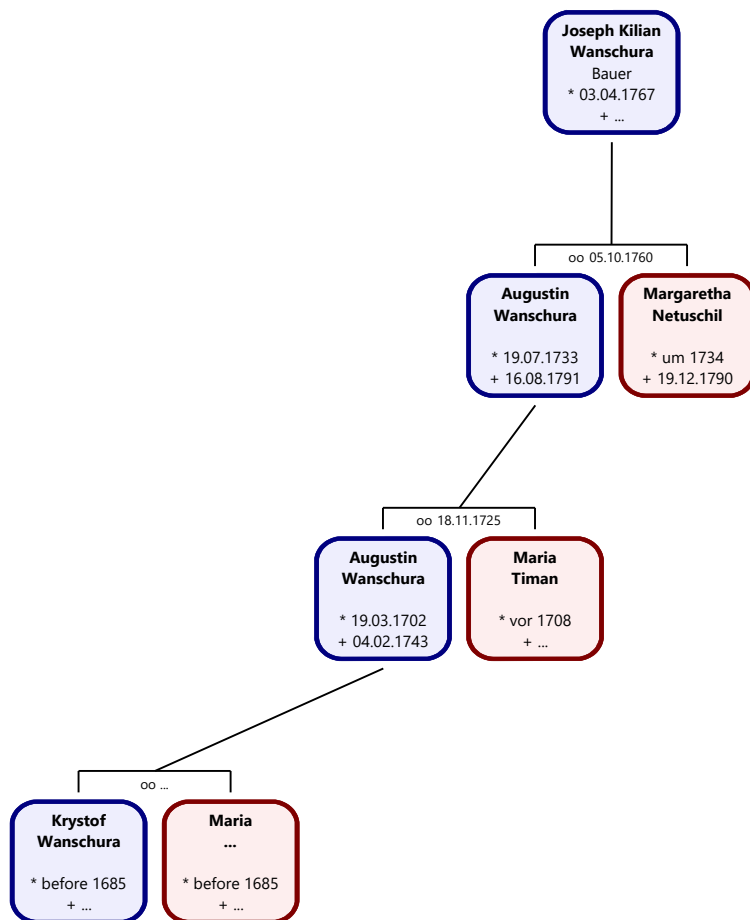 Joseph Kilian
Wanschura
Bauer
* 03.04.1767
+ ...
oo 05.10.1760
Augustin
Wanschura
* 19.07.1733
+ 16.08.1791
Margaretha
Netuschil
* um 1734
+ 19.12.1790
oo 18.11.1725
Augustin
Wanschura
* 19.03.1702
+ 04.02.1743
Maria
Timan
* vor 1708
+ ...
oo ...
Krystof
Wanschura
* before 1685
+ ...
Maria
...
* before 1685
+ ...